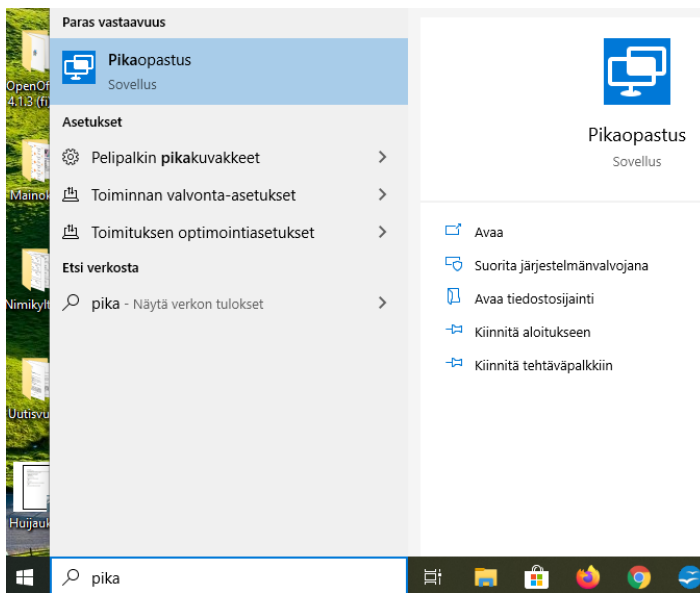 Paras vastaavuus
Pikaopastus
Sovellus
Asetukset
Pelipalkin pikakuvakkeet
Toiminnan valvonta-asetukset
Toimituksen optimointiasetukset
Etsi verkosta
pika - Näytä verkon tulokset
Pikaopastus
Sovellus
Avaa
Suorita järjestelmänvalvojana
Avaa tiedostosijainti
Kiinnitä aloitukseen
Kiinnitä tehtäväpalkkiin
OpenOf
4.1.3 (fi)
Mainok
Nimikylt
Uutisvu
Huijauk
pika